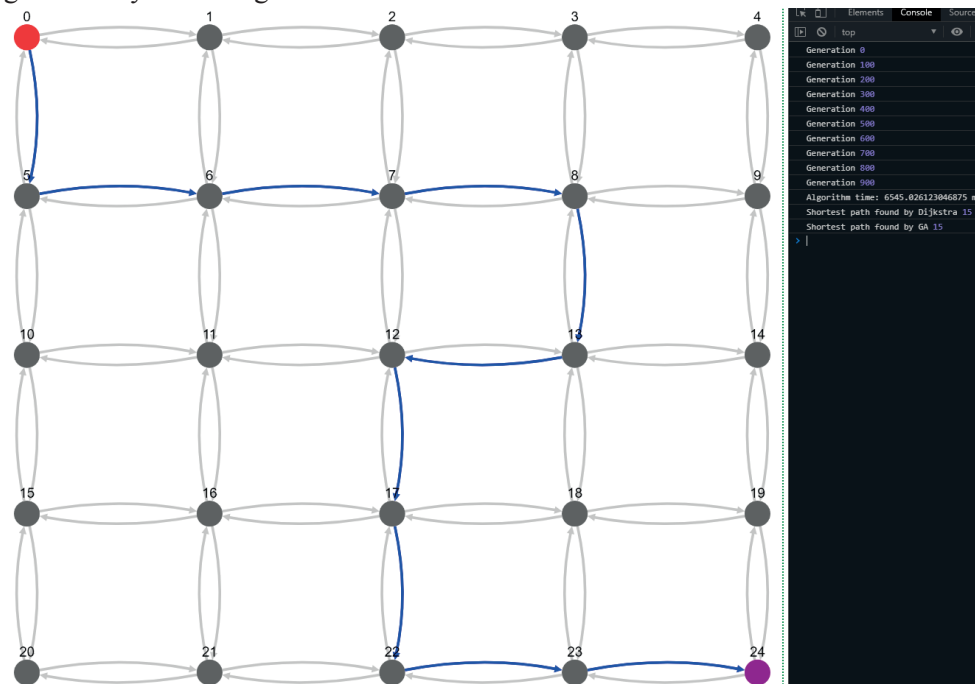 0 1 2 3 4
5 6 7 8 9
10 11 12 13 14
15 16 17 18 19
20 21 22 23 24
Elements Console Source
top
Generation 0
Generation 100
Generation 200
Generation 300
Generation 400
Generation 500
Generation 600
Generation 700
Generation 800
Generation 900
Algorithm time: 6545.026123046875 m
Shortest path found by Dijkstra 15
Shortest path found by GA 15